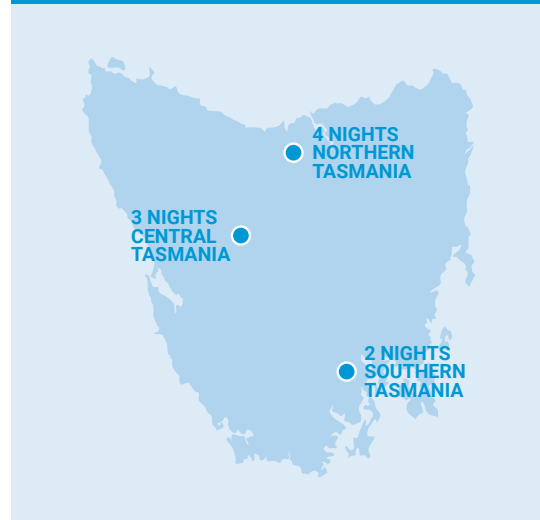 4 NIGHTS
NORTHERN
TASMANIA
3 NIGHTS
CENTRAL
TASMANIA
2 NIGHTS
SOUTHERN
TASMANIA